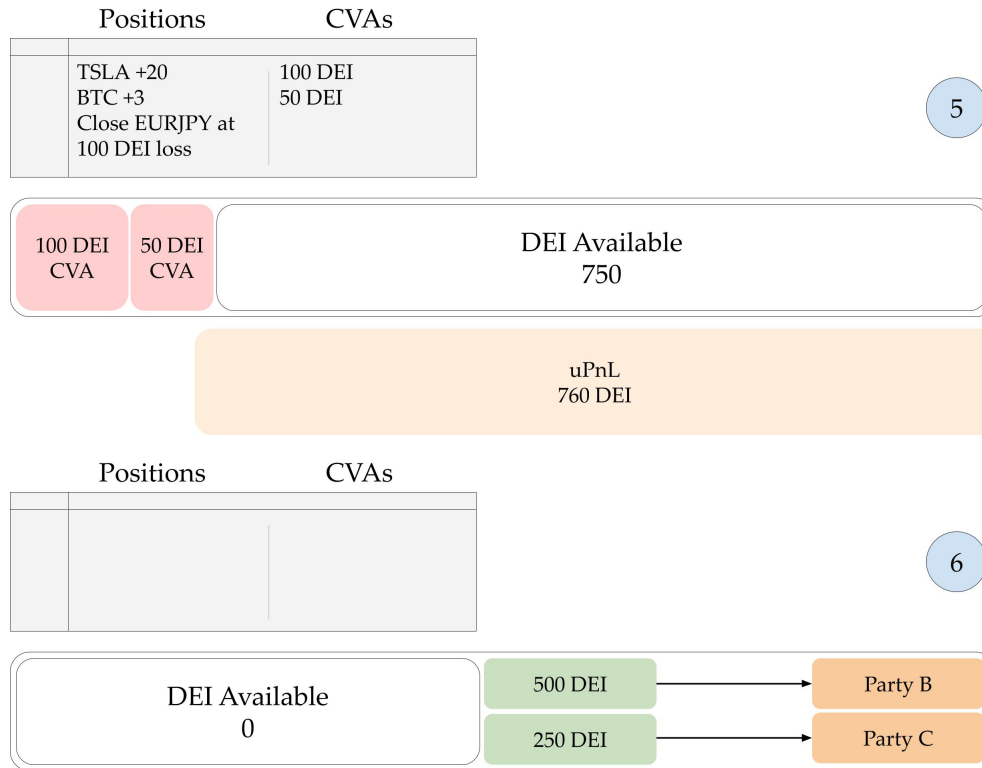 Positions CVAs
TSLA +20 100 DEI
BTC +3 50 DEI
Close EURJPY at
100 DEI loss
5
100 DEI
CVA
50 DEI
CVA
DEI Available
750
uPnL
760 DEI
Positions CVAs
6
DEI Available
0
500 DEI
Party B
250 DEI
Party C